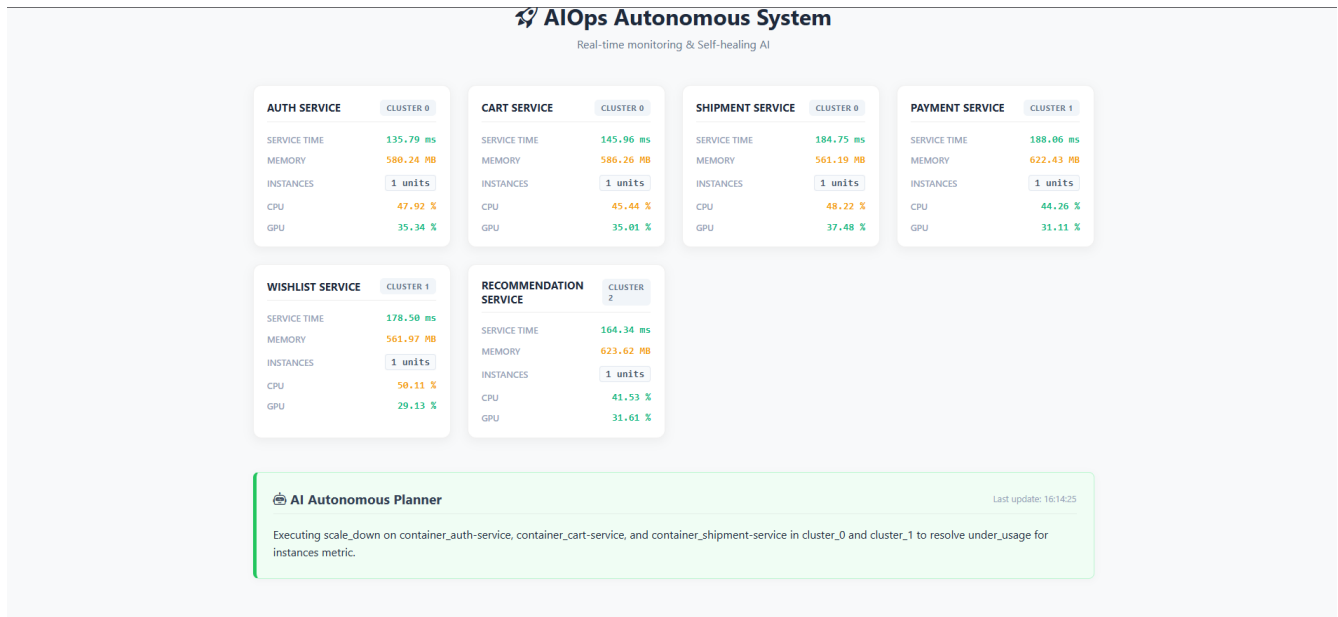 AIOps Autonomous System
Real-time monitoring & Self-healing AI
AUTH SERVICE CLUSTER 0
SERVICE TIME 135.79 ms
MEMORY 580.24 MB
INSTANCES 1 units
CPU 47.92 %
GPU 35.34 %
CART SERVICE CLUSTER 0
SERVICE TIME 145.96 ms
MEMORY 586.26 MB
INSTANCES 1 units
CPU 45.44 %
GPU 35.01 %
SHIPMENT SERVICE CLUSTER 0
SERVICE TIME 184.75 ms
MEMORY 561.19 MB
INSTANCES 1 units
CPU 48.22 %
GPU 37.48 %
PAYMENT SERVICE CLUSTER 1
SERVICE TIME 188.06 ms
MEMORY 622.43 MB
INSTANCES 1 units
CPU 44.26 %
GPU 31.11 %
WISHLIST SERVICE CLUSTER 1
SERVICE TIME 178.50 ms
MEMORY 561.97 MB
INSTANCES 1 units
CPU 50.11 %
GPU 29.13 %
RECOMMENDATION CLUSTER
SERVICE 2
SERVICE TIME 164.34 ms
MEMORY 623.62 MB
INSTANCES 1 units
CPU 41.53 %
GPU 31.61 %
AI Autonomous Planner Last update: 16:14:25
Executing scale_down on container_auth-service, container_cart-service, and container_shipment-service in cluster_0 and cluster_1 to resolve under_usage for
instances metric.